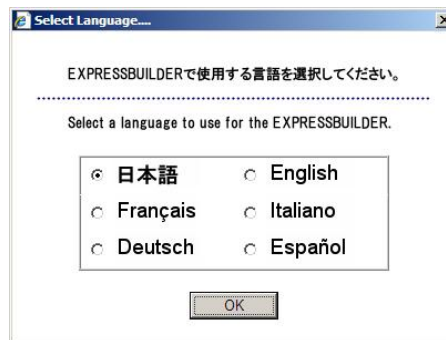 Select Language....
EXPRESSBUILDERで使用する言語を選択してください。
Select a language to use for the EXPRESSBUILDER.
日本語 English
Français Italiano
Deutsch Español
OK